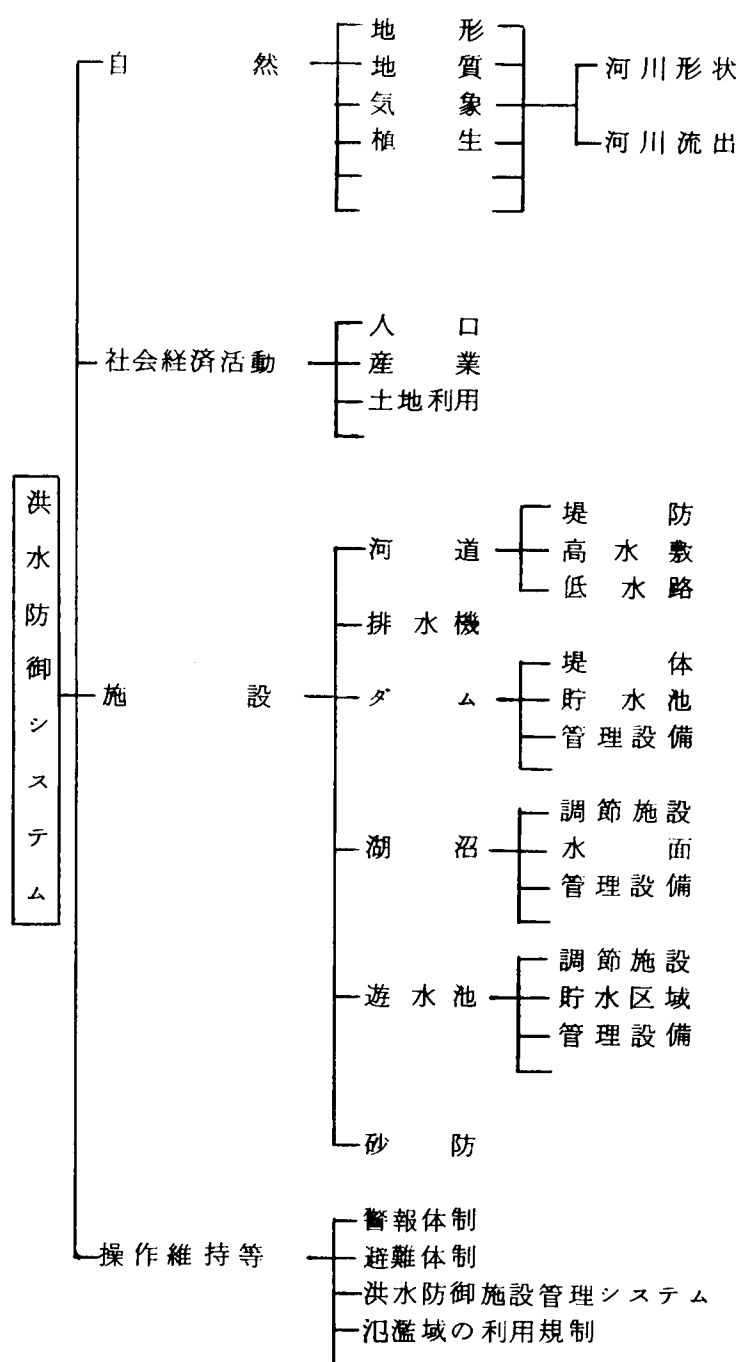 洪水防御システム
自然
地形
地質
気象
植生
河川形状
河川流出
社会経済活動
人口
産業
土地利用
施設
河道
堤防
高水敷
低水路
排水機
ダム
堤体
貯水池
管理設備
湖沼
調節施設
水面
管理設備
遊水池
調節施設
貯水区域
管理設備
砂防
操作維持等
警報体制
避難体制
洪水防御施設管理システム
氾濫域の利用規制